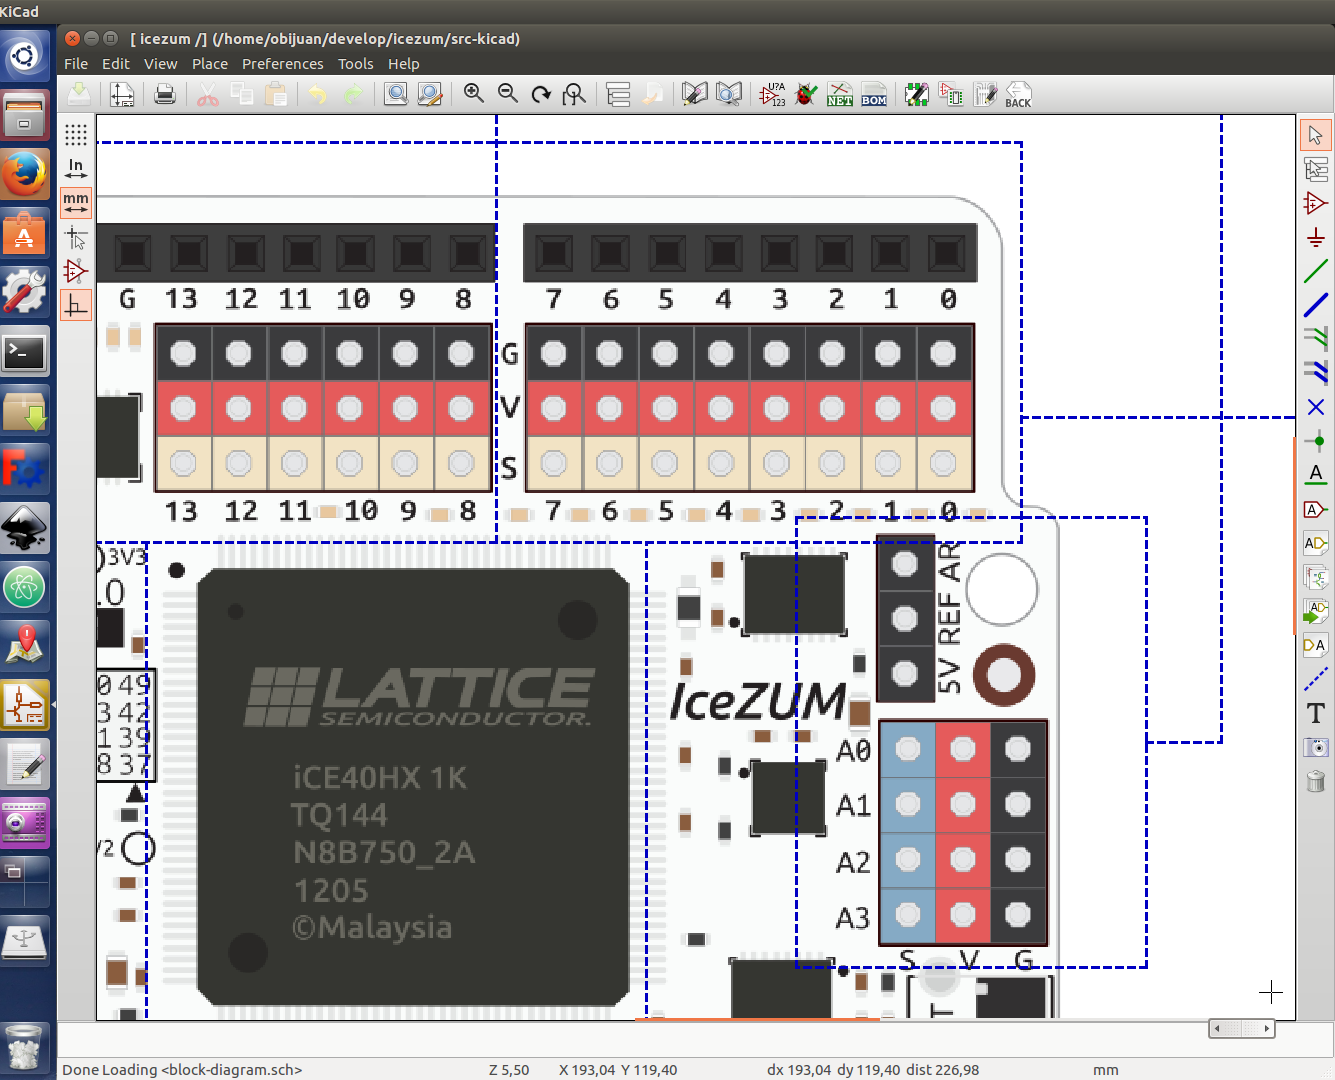 KiCad
[ icezum /] (/home/obijuan/develop/icezum/src-kicad)
File Edit View Place Preferences Tools Help
U?A
123
NET
BOM
BACK
In
mm
G 13 12 11 10 9 8 7 6 5 4 3 2 1 0
G
V
S
13 12 11 10 9 8 7 6 5 4 3 2 1 0
3V3
.0
0 49
3 42
1 39
8 37
V2
LATTICE
SEMICONDUCTOR.
iCE40HX 1K
TQ144
N8B750_2A
1205
©Malaysia
IceZUM
5V REF AR
A0
A1
A2
A3
S V G
T
A
A
AD
AD
DA
T
Done Loading <block-diagram.sch> Z 5,50 X 193,04 Y 119,40 dx 193,04 dy 119,40 dist 226,98 mm